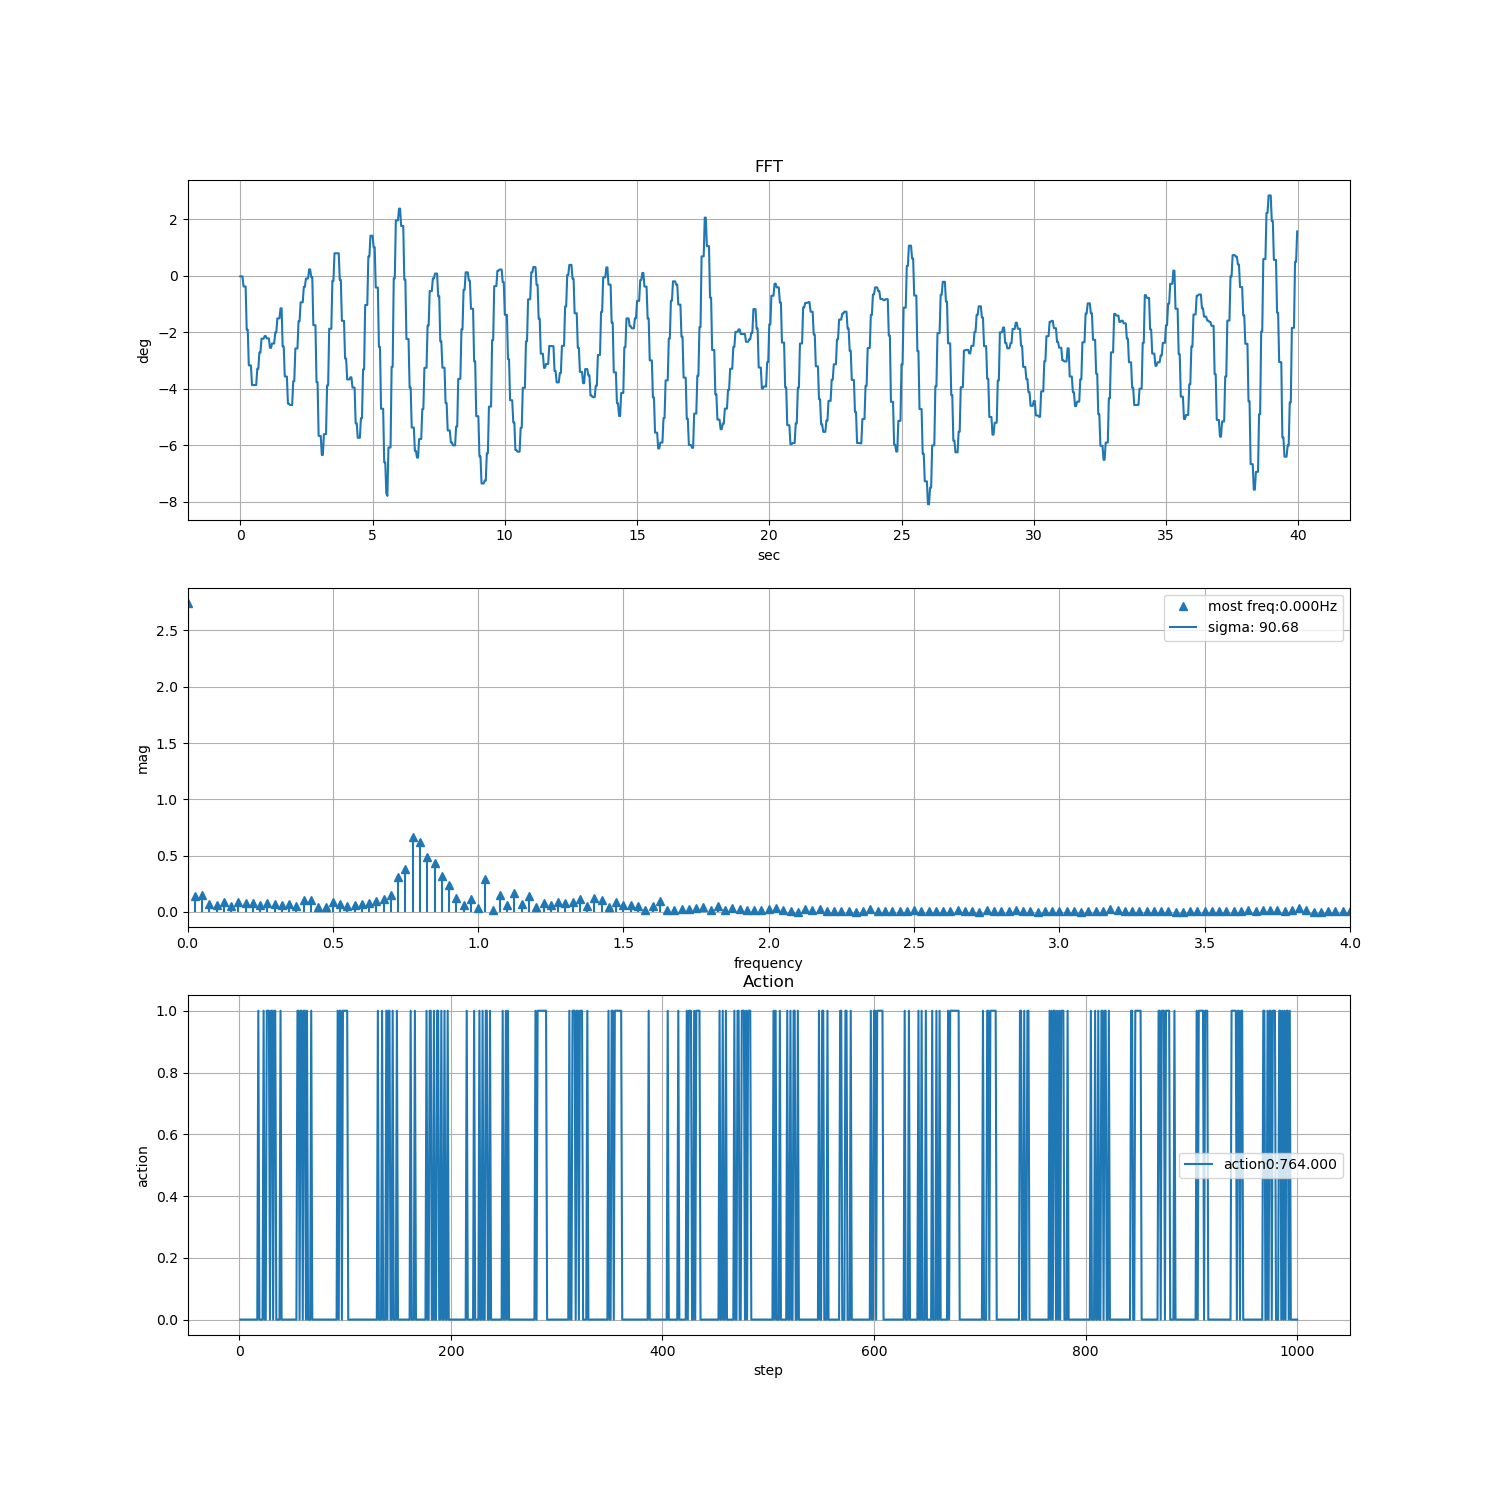 FFT
2
0
−2
−4
−6
−8
deg
0 5 10 15 20 25 30 35 40
sec
2.5
2.0
1.5
1.0
0.5
0.0
mag
most freq:0.000Hz
sigma: 90.68
0.0 0.5 1.0 1.5 2.0 2.5 3.0 3.5 4.0
frequency
Action
1.0
0.8
0.6
0.4
0.2
0.0
action
action0:764.000
0 200 400 600 800 1000
step